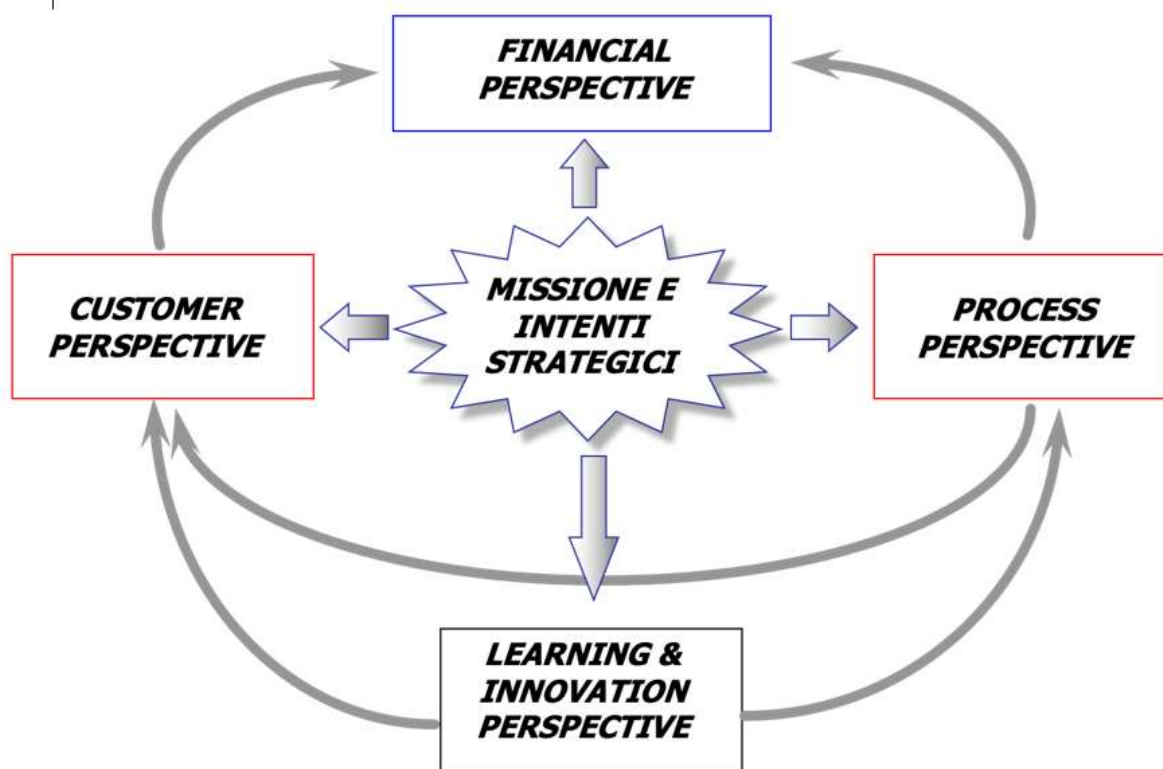 FINANCIAL
PERSPECTIVE
CUSTOMER
PERSPECTIVE
MISSIONE E
INTENTI
STRATEGICI
PROCESS
PERSPECTIVE
LEARNING &
INNOVATION
PERSPECTIVE